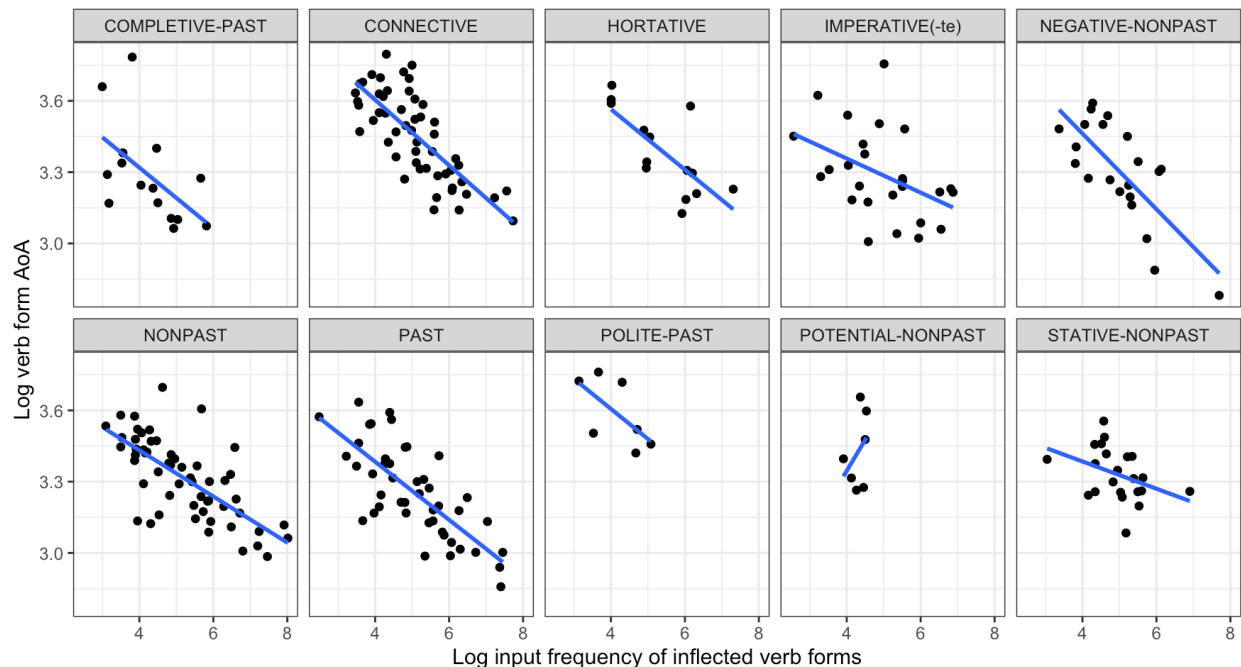 COMPLETIVE-PAST CONNECTIVE HORTATIVE IMPERATIVE(-te) NEGATIVE-NONPAST
3.6
3.3
3.0
NONPAST PAST POLITE-PAST POTENTIAL-NONPAST STATIVE-NONPAST
3.6
3.3
3.0
4 6 8 4 6 8 4 6 8 4 6 8 4 6 8
Log input frequency of inflected verb forms
Log verb form AoA